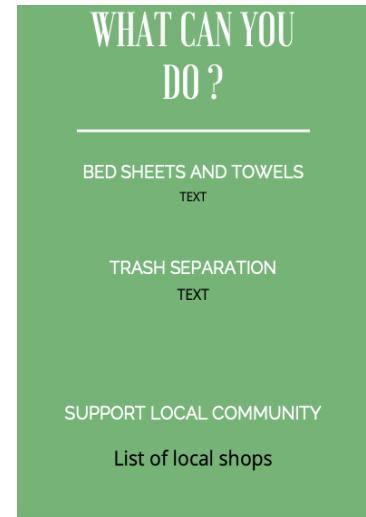 WHAT CAN YOU
DO ?
BED SHEETS AND TOWELS
TEXT
TRASH SEPARATION
TEXT
SUPPORT LOCAL COMMUNITY
List of local shops